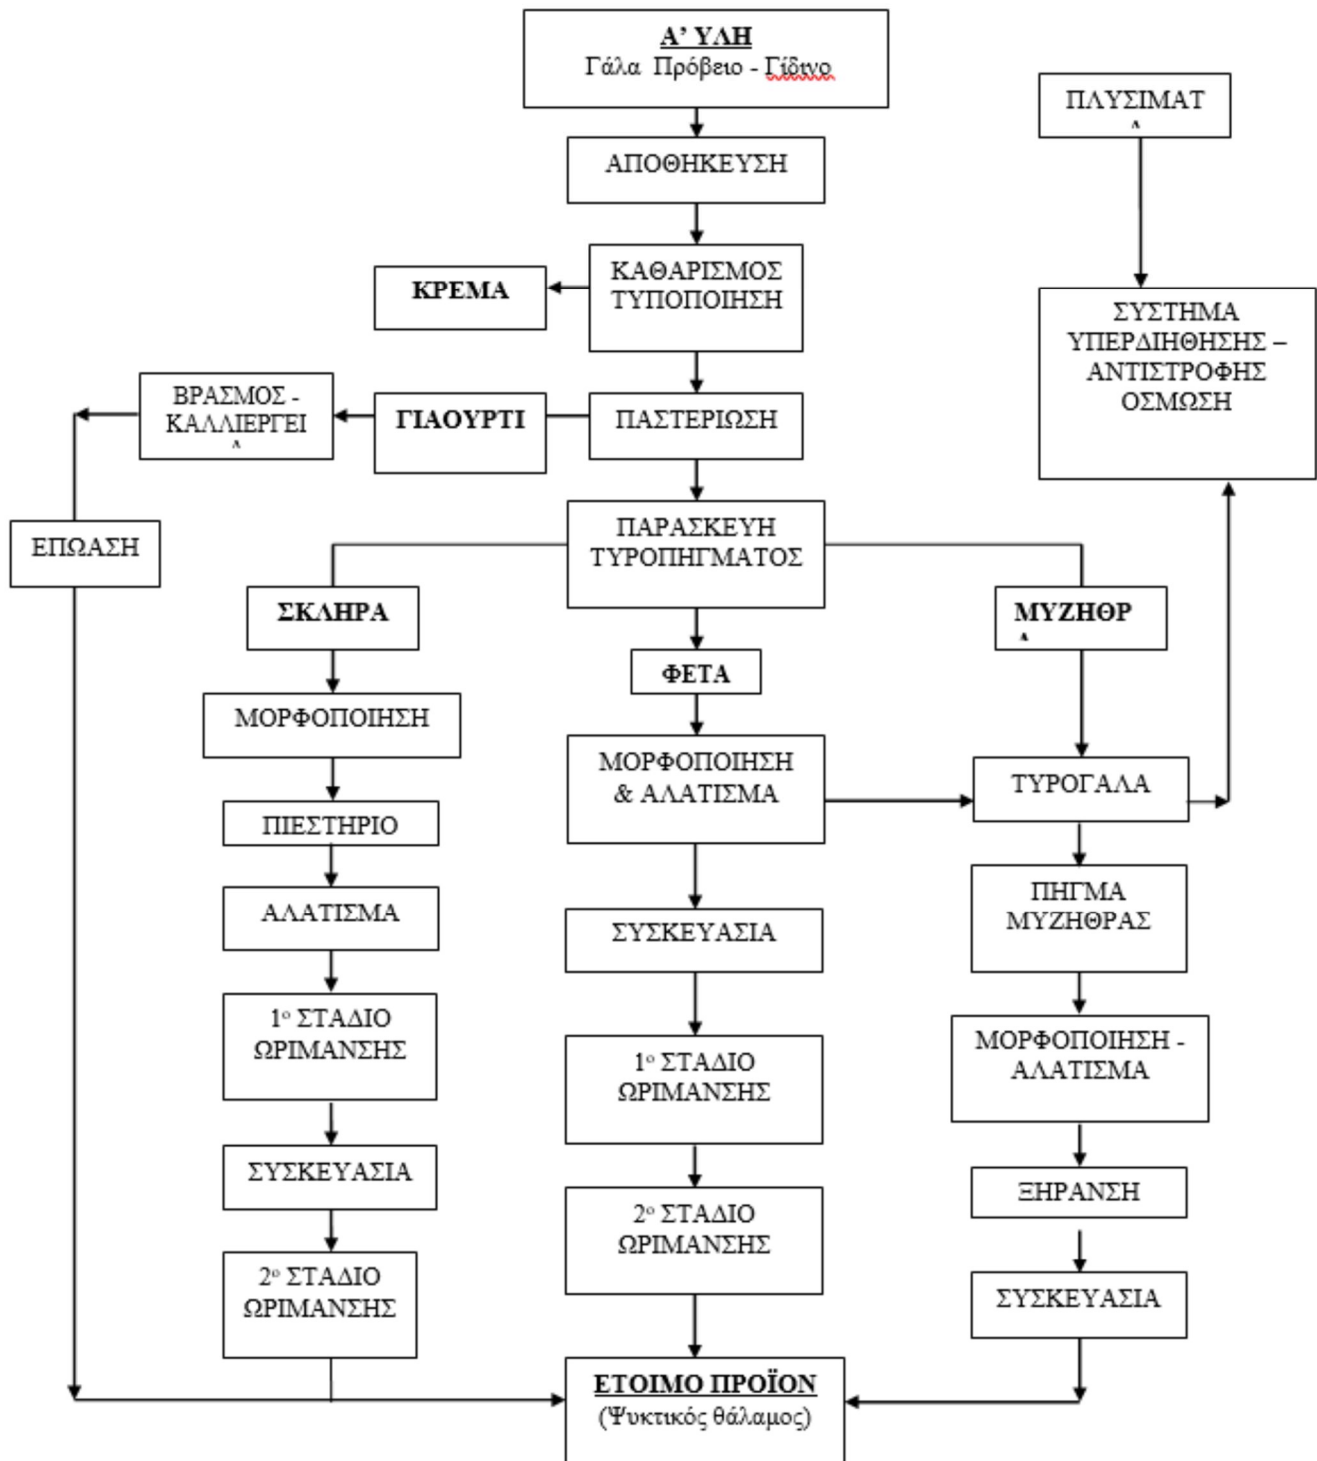 Α’ ΥΛΗ
Γάλα Πρόβειο - Γίδινο
ΠΛΥΣΙΜΑΤ
ΑΠΟΘΗΚΕΥΣΗ
ΚΑΘΑΡΙΣΜΟΣ
ΤΥΠΟΠΟΙΗΣΗ
ΚΡΕΜΑ
ΣΥΣΤΗΜΑ
ΥΠΕΡΔΙΗΘΗΣΗΣ –
ΑΝΤΙΣΤΡΟΦΗΣ
ΟΣΜΩΣΗ
ΒΡΑΣΜΟΣ -
ΚΑΛΛΙΕΡΓΕΙ
ΓΙΑΟΥΡΤΙ
ΠΑΣΤΕΡΙΩΣΗ
ΕΠΩΑΣΗ
ΠΑΡΑΣΚΕΥΗ
ΤΥΡΟΠΗΓΜΑΤΟΣ
ΣΚΛΗΡΑ
ΜΥΖΗΘΡ
ΦΕΤΑ
ΜΟΡΦΟΠΟΙΗΣΗ
ΜΟΡΦΟΠΟΙΗΣΗ
& ΑΛΑΤΙΣΜΑ
ΤΥΡΟΓΑΛΑ
ΠΙΕΣΤΗΡΙΟ
ΑΛΑΤΙΣΜΑ
ΣΥΣΚΕΥΑΣΙΑ
ΠΗΓΜΑ
ΜΥΖΗΘΡΑΣ
1ο ΣΤΑΔΙΟ
ΩΡΙΜΑΝΣΗΣ
1ο ΣΤΑΔΙΟ
ΩΡΙΜΑΝΣΗΣ
ΜΟΡΦΟΠΟΙΗΣΗ -
ΑΛΑΤΙΣΜΑ
ΣΥΣΚΕΥΑΣΙΑ
2ο ΣΤΑΔΙΟ
ΩΡΙΜΑΝΣΗΣ
ΞΗΡΑΝΣΗ
2ο ΣΤΑΔΙΟ
ΩΡΙΜΑΝΣΗΣ
ΣΥΣΚΕΥΑΣΙΑ
ΕΤΟΙΜΟ ΠΡΟΪΟΝ
(Ψυκτικός θάλαμος)